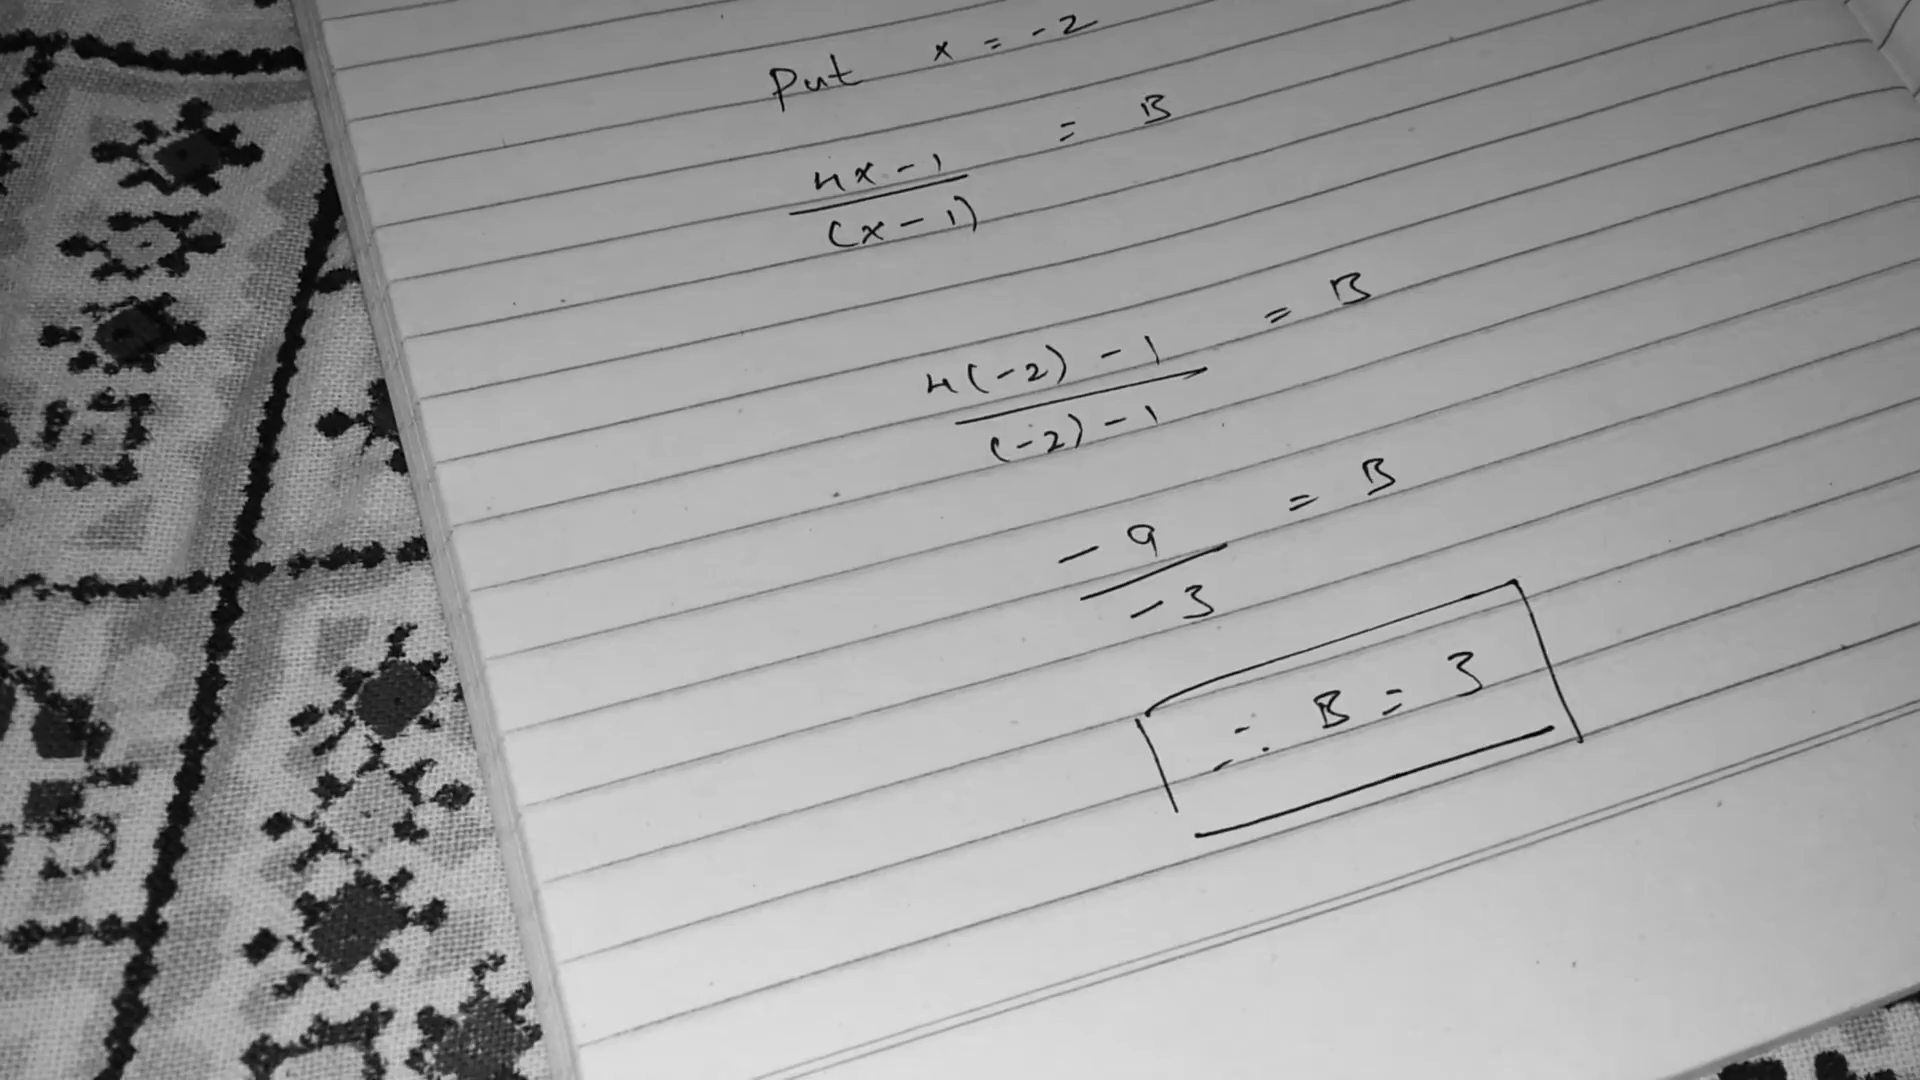 Put x = -2
4x - 1 / (x - 1) = B
4(-2) - 1 / (-2) - 1 = B
-9 / -3 = B
∴ B = 3